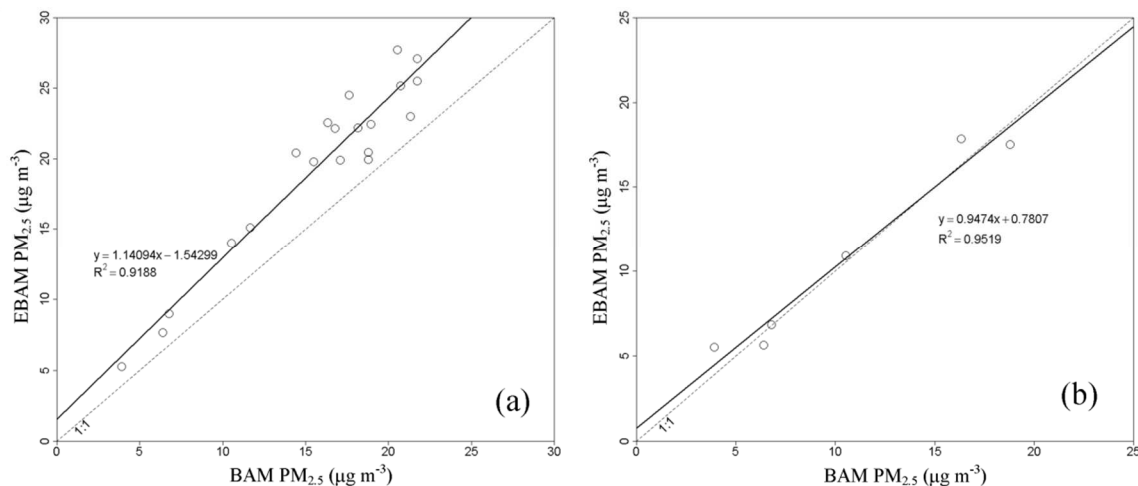 EBAM PM2.5 (µg m-3)
30
25
20
15
10
5
0
y = 1.14094x − 1.54299
R2 = 0.9188
1:1
(a)
0 5 10 15 20 25 30
BAM PM2.5 (µg m-3)
EBAM PM2.5 (µg m-3)
25
20
15
10
5
0
y = 0.9474x + 0.7807
R2 = 0.9519
1:1
(b)
0 5 10 15 20 25
BAM PM2.5 (µg m-3)